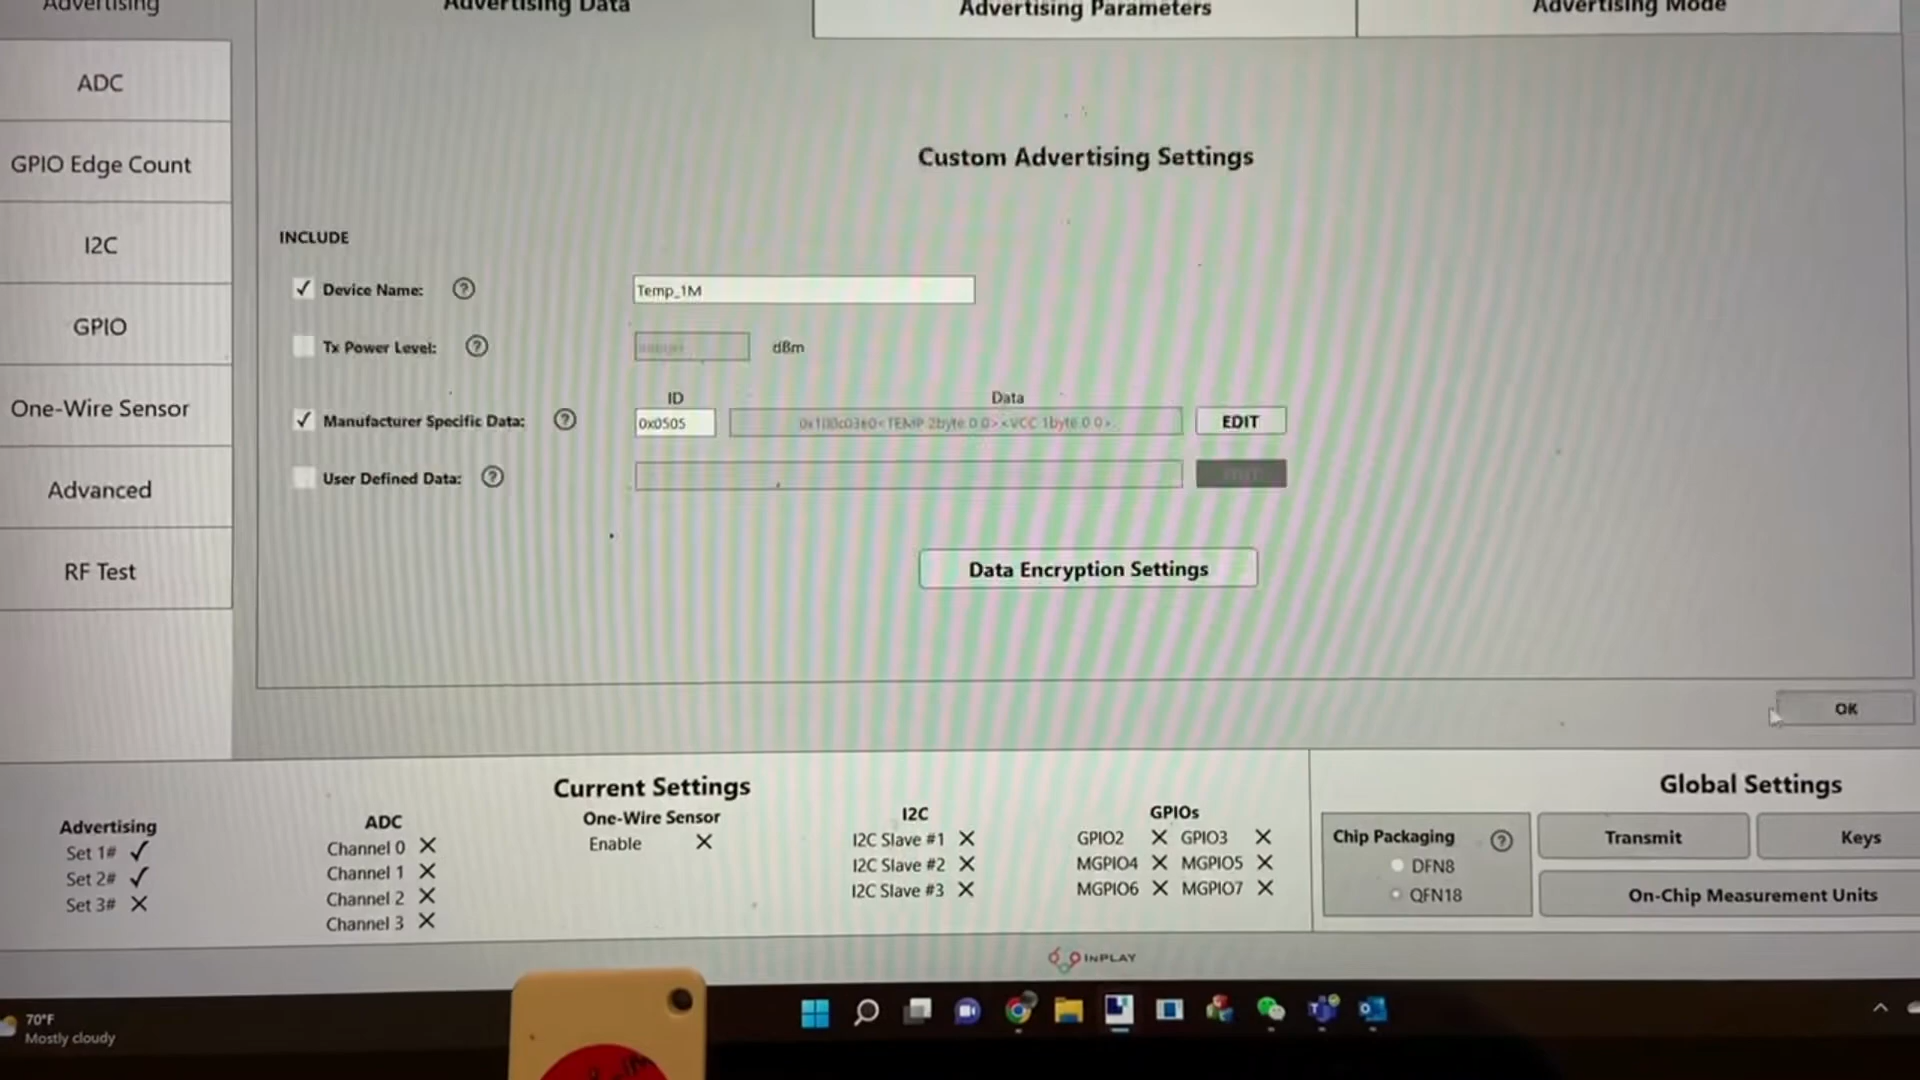 Advertising
Advertising Data
Advertising Parameters
Advertising Mode
ADC
GPIO Edge Count
I2C
GPIO
One-Wire Sensor
Advanced
RF Test
Custom Advertising Settings
INCLUDE
Device Name:
Temp_1M
Tx Power Level:
dBm
ID
Data
Manufacturer Specific Data:
0x0505
EDIT
User Defined Data:
Data Encryption Settings
OK
Current Settings
Advertising
Set 1#
Set 2#
Set 3#
ADC
Channel 0
Channel 1
Channel 2
Channel 3
One-Wire Sensor
Enable
I2C
I2C Slave #1
I2C Slave #2
I2C Slave #3
GPIOs
GPIO2 GPIO3
MGPIO4 MGPIO5
MGPIO6 MGPIO7
Global Settings
Chip Packaging
DFN8
QFN18
Transmit
Keys
On-Chip Measurement Units
INPLAY
70°F
Mostly cloudy